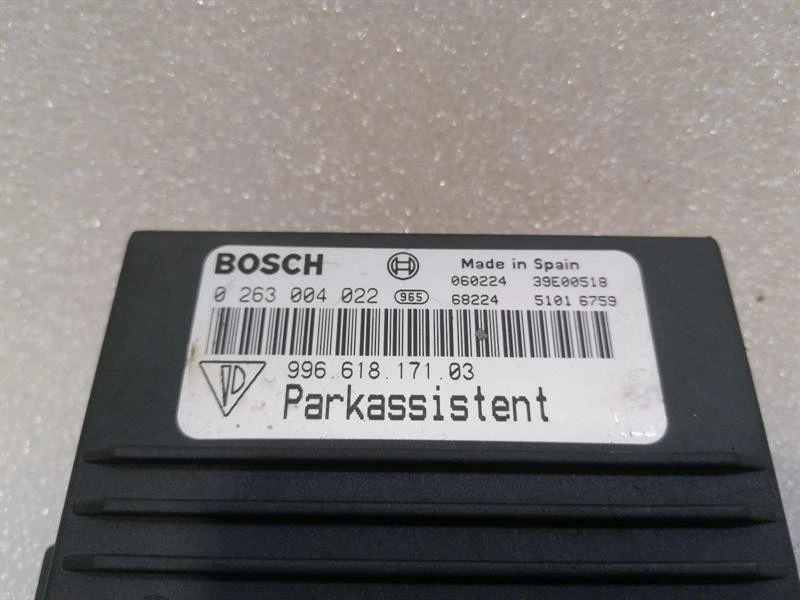 BOSCH
Made in Spain
060224 39E00518
0 263 004 022 965 68224 5101 6759
996.618.171.03
Parkassistent